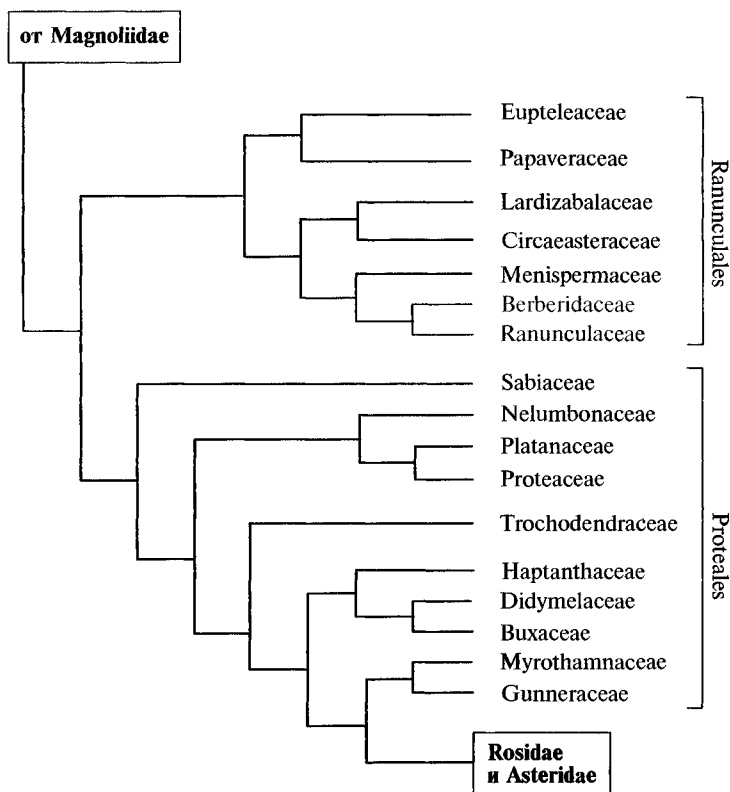 от Magnoliidae
Eupteleaceae
Papaveraceae
Lardizabalaceae
Circaeasteraceae
Menispermaceae
Berberidaceae
Ranunculaceae
Ranunculales
Sabiaceae
Nelumbonaceae
Platanaceae
Proteaceae
Trochodendraceae
Haptanthaceae
Didymelaceae
Buxaceae
Myrothamnaceae
Gunneraceae
Proteales
Rosidae
и Asteridae